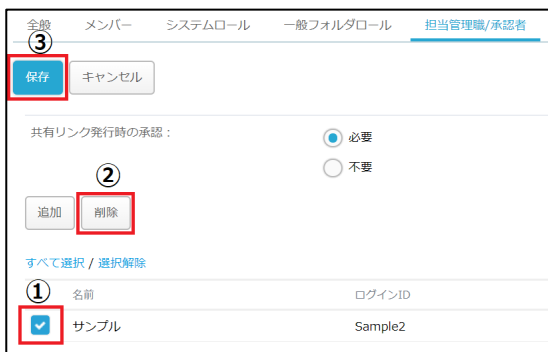 全般 メンバー システムロール 一般フォルダロール 担当管理職/承認者
③
保存 キャンセル
共有リンク発行時の承認： 必要
不要
②
追加 削除
すべて選択 / 選択解除
① 名前 ログインID
サンプル Sample2